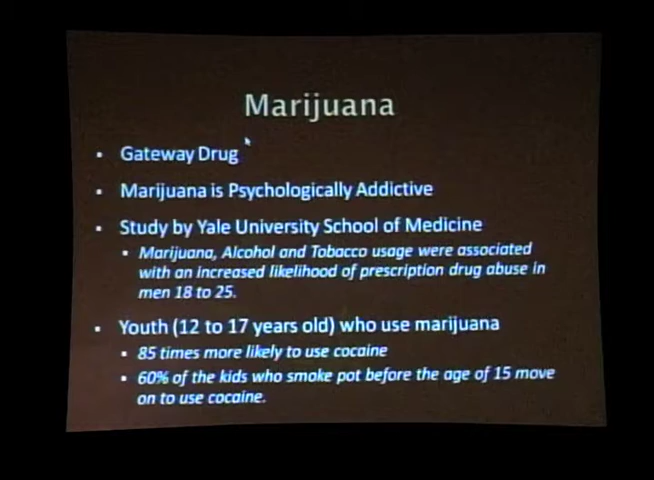 Marijuana
▪ Gateway Drug
▪ Marijuana is Psychologically Addictive
▪ Study by Yale University School of Medicine
▪ Marijuana, Alcohol and Tobacco usage were associated
with an increased likelihood of prescription drug abuse in
men 18 to 25.
▪ Youth (12 to 17 years old) who use marijuana
▪ 85 times more likely to use cocaine
▪ 60% of the kids who smoke pot before the age of 15 move
on to use cocaine.